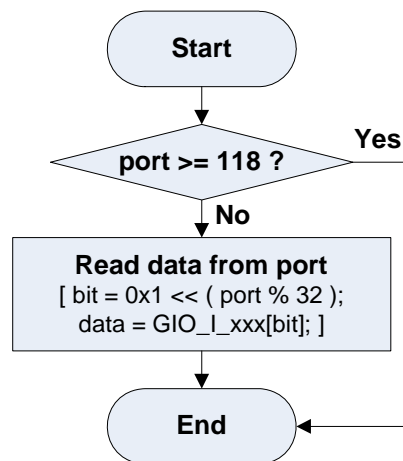 Start
port >= 118 ?
Yes
No
Read data from port
[ bit = 0x1 << ( port % 32 );
data = GIO_I_xxx[bit]; ]
End